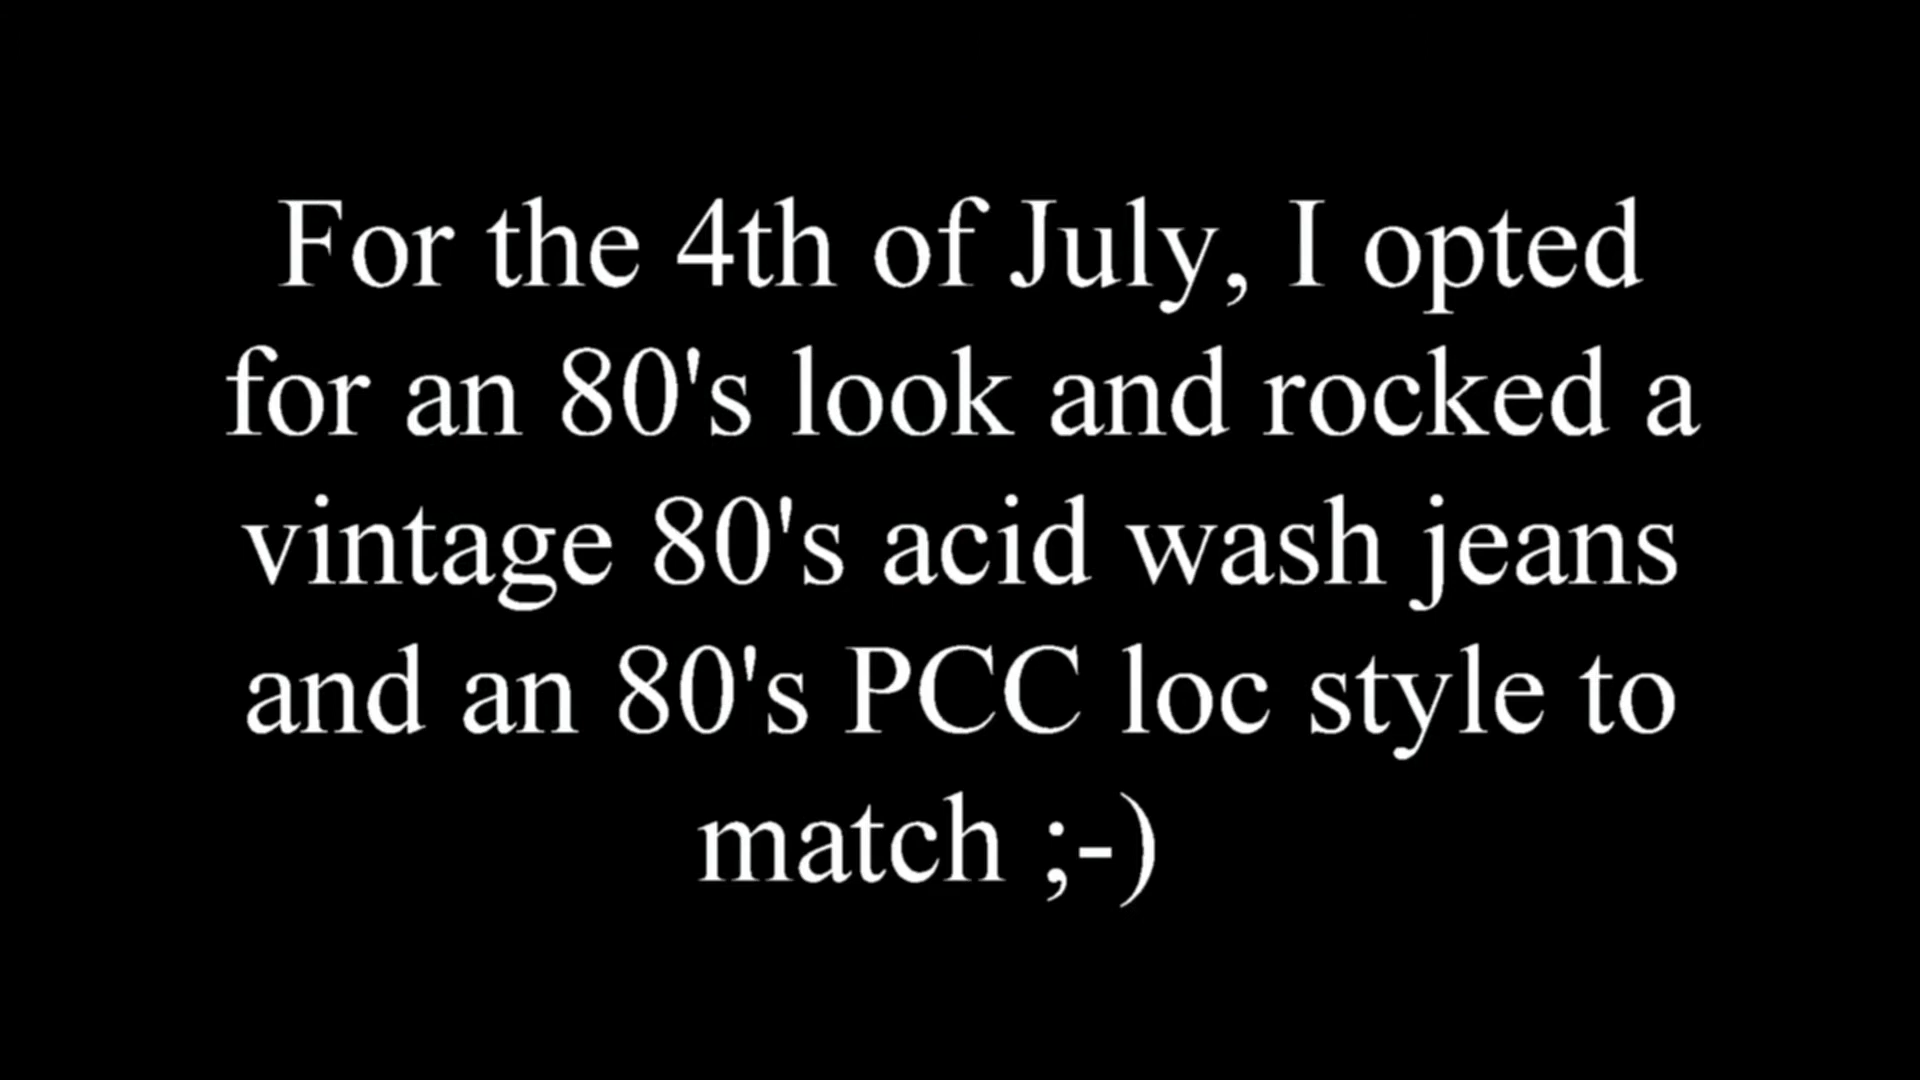 For the 4th of July, I opted
for an 80's look and rocked a
vintage 80's acid wash jeans
and an 80's PCC loc style to
match ;-)